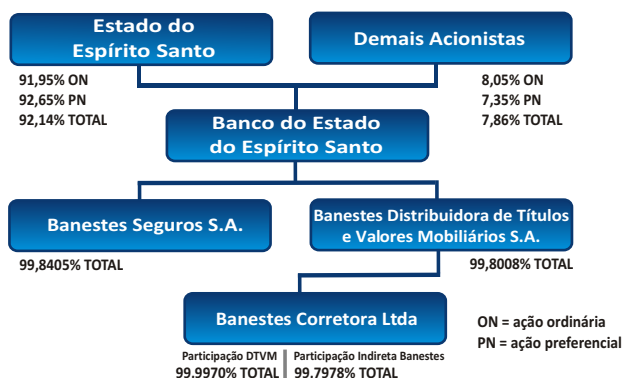 Estado do
Espírito Santo
Demais Acionistas
91,95% ON
92,65% PN
92,14% TOTAL
8,05% ON
7,35% PN
7,86% TOTAL
Banco do Estado
do Espírito Santo
Banestes Seguros S.A.
Banestes Distribuidora de Títulos
e Valores Mobiliários S.A.
99,8405% TOTAL
99,8008% TOTAL
Banestes Corretora Ltda
ON = ação ordinária
PN = ação preferencial
Participação DTVM
99.9970% TOTAL
Participação Indireta Banestes
99.7978% TOTAL